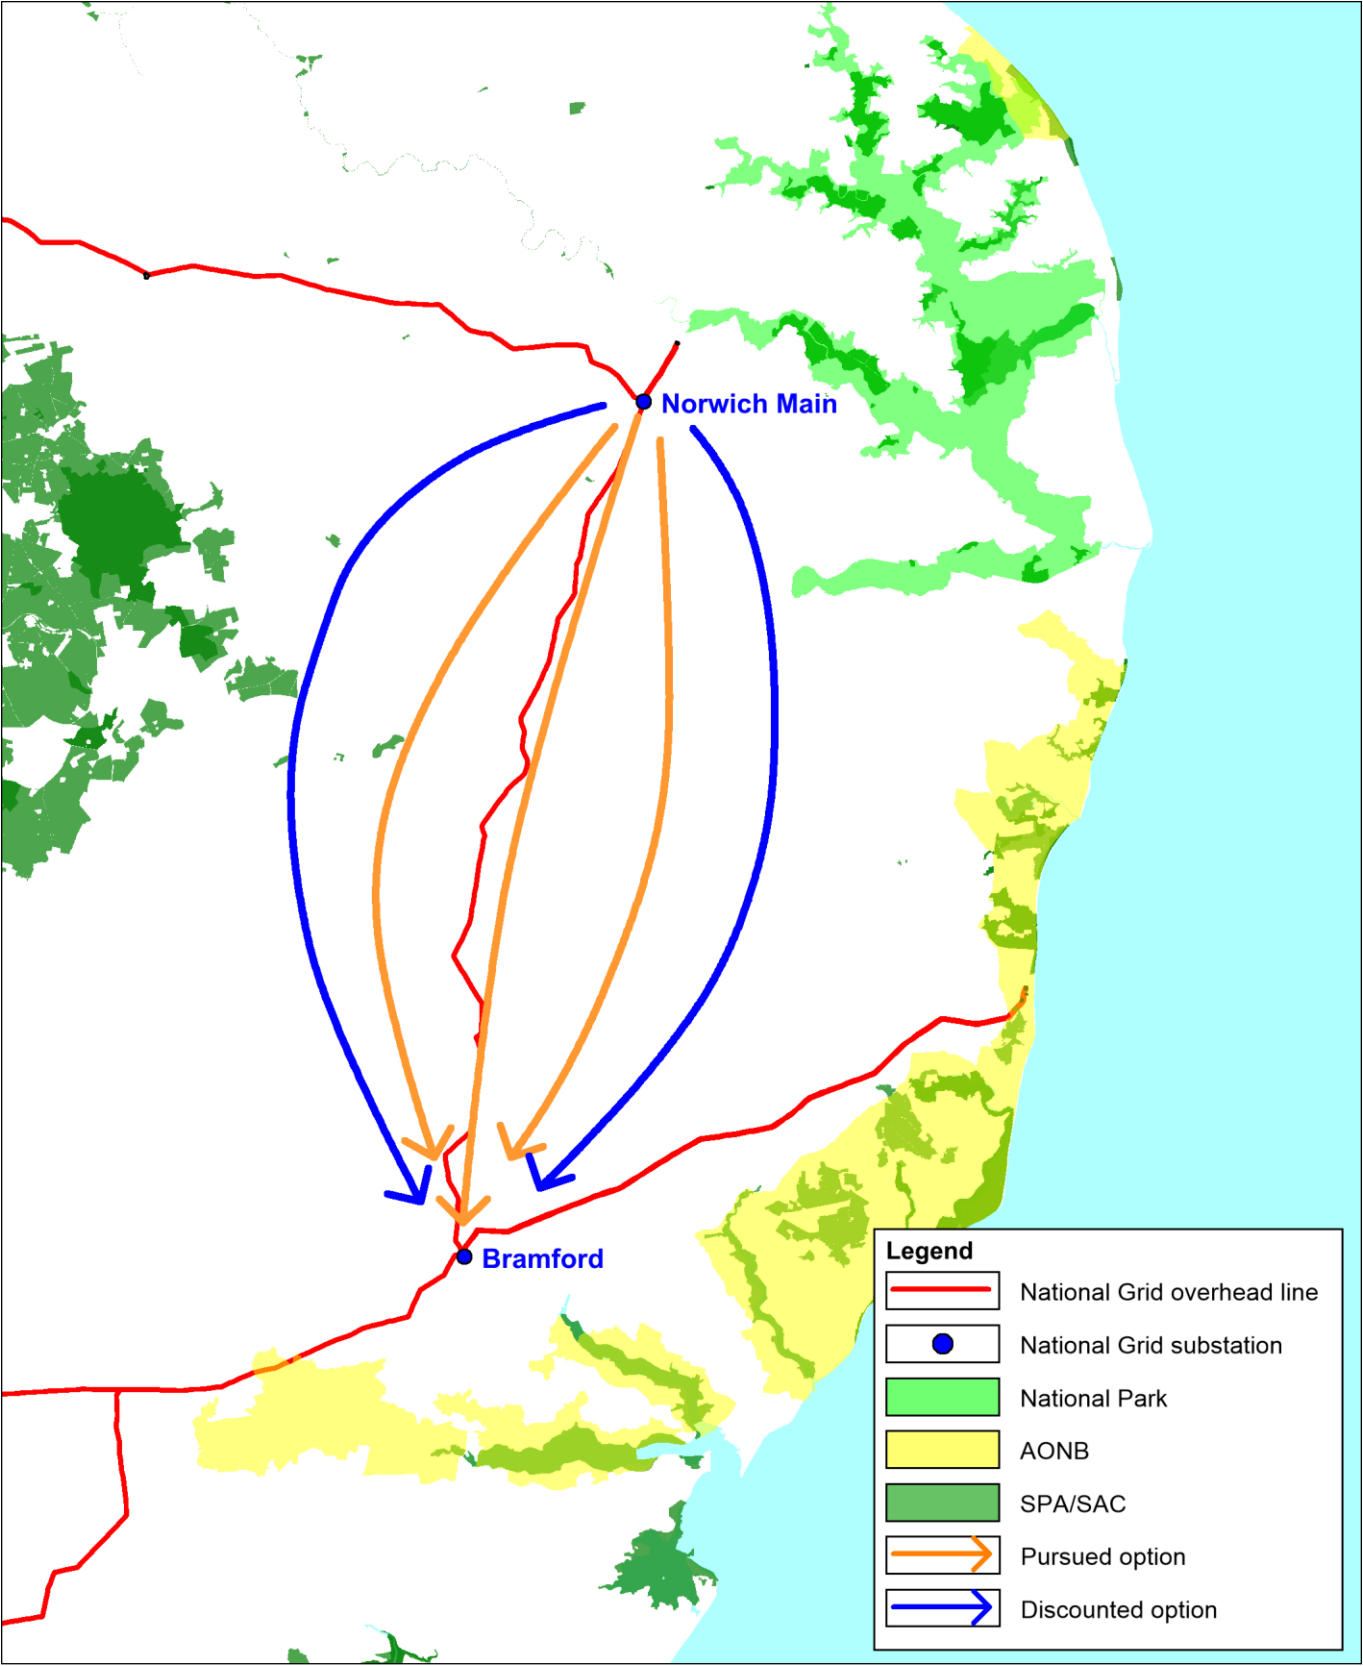 Norwich Main
Bramford
Legend
National Grid overhead line
National Grid substation
National Park
AONB
SPA/SAC
Pursued option
Discounted option